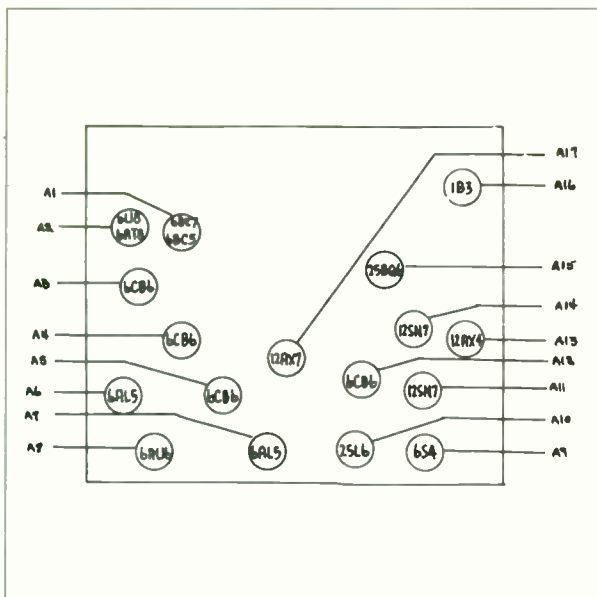 A17
A16
1B3
A1
A2
6U8
6AT8
6BC7
6BC5
A15
25BQ6
A3
6CB6
A14
12SN7
A4
6CB6
A13
12AX4
12AX7
A12
A5
6CB6
A11
12SN7
A6
6AL5
6CB6
A7
A10
A8
6AU6
6AL5
25L6
6S4
A9